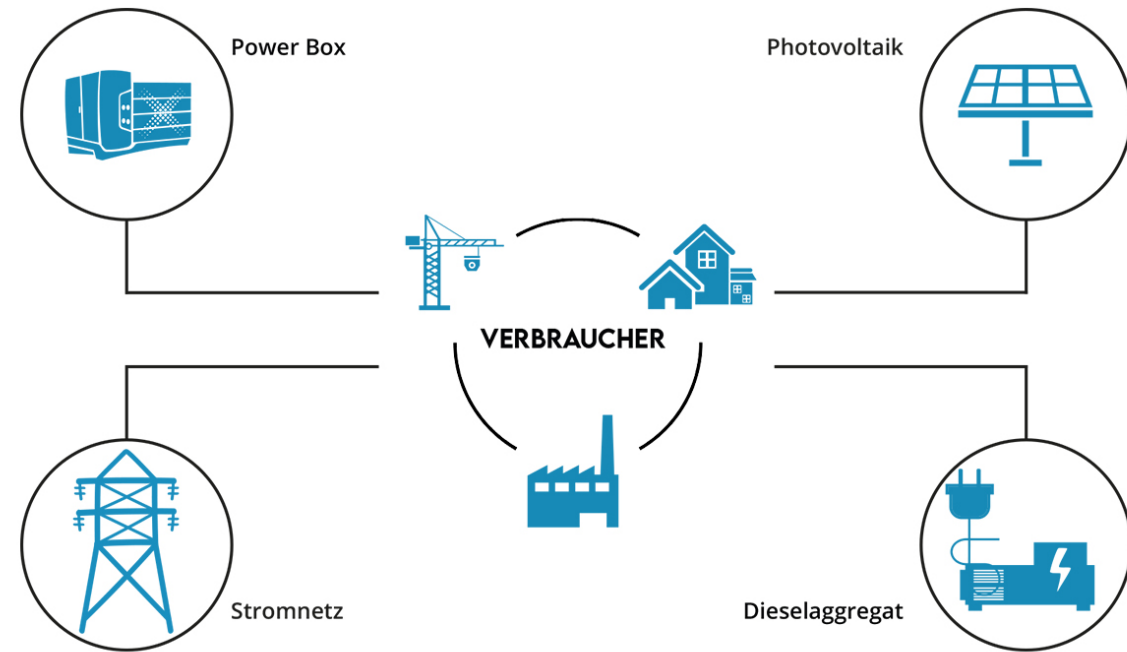 Power Box
Photovoltaik
VERBRAUCHER
Stromnetz
Dieselaggregat